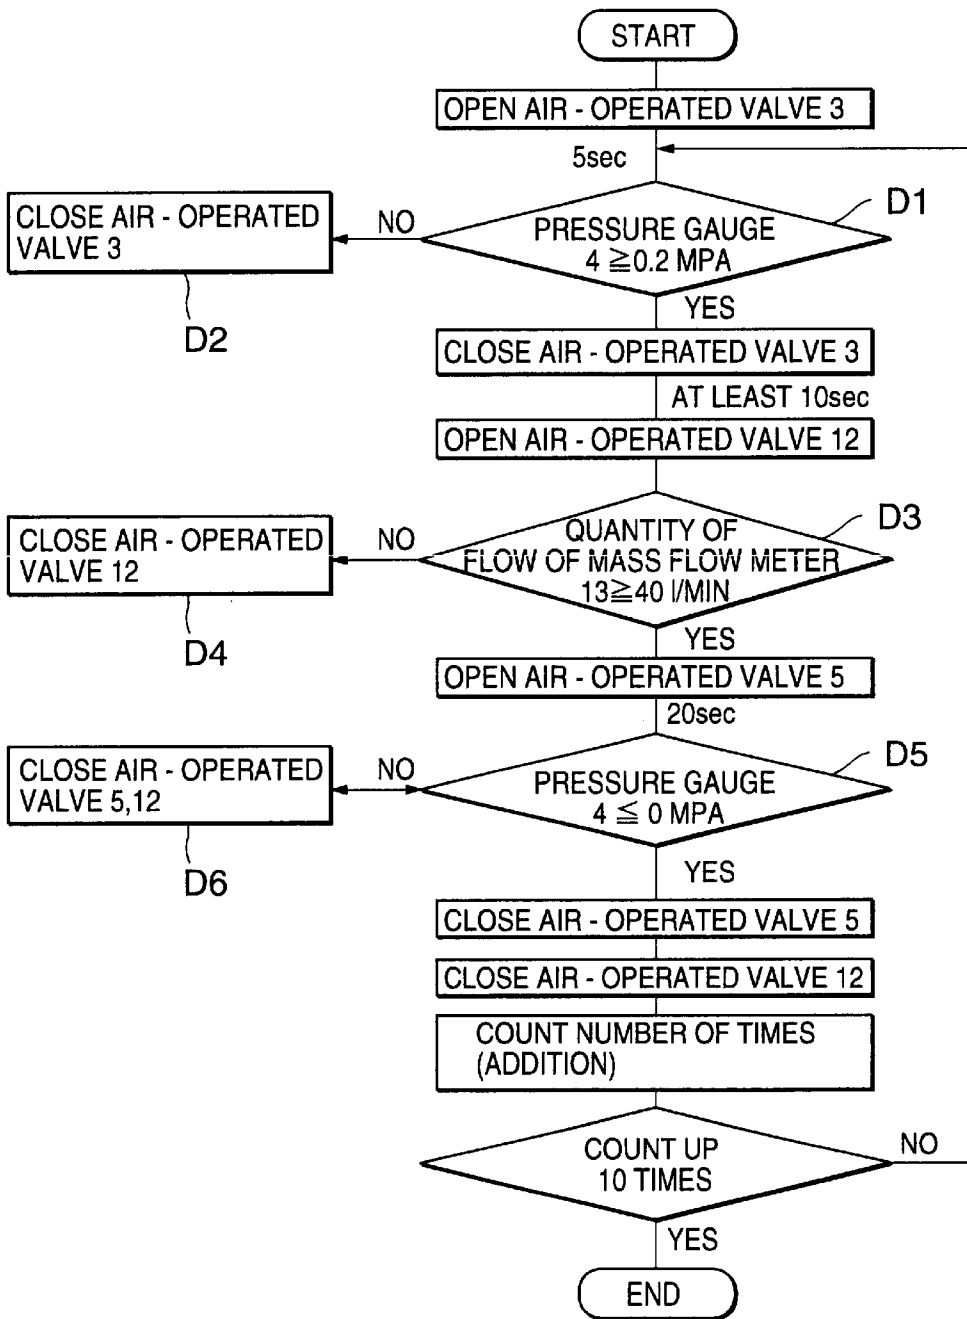 START
OPEN AIR - OPERATED VALVE 3
5sec
D1
CLOSE AIR - OPERATED
VALVE 3
NO
PRESSURE GAUGE
4 ≧0.2 MPA
D2
YES
CLOSE AIR - OPERATED VALVE 3
AT LEAST 10sec
OPEN AIR - OPERATED VALVE 12
D3
CLOSE AIR - OPERATED
VALVE 12
NO
QUANTITY OF
FLOW OF MASS FLOW METER
13≧40 l/MIN
D4
YES
OPEN AIR - OPERATED VALVE 5
20sec
D5
CLOSE AIR - OPERATED
VALVE 5,12
NO
PRESSURE GAUGE
4 ≦ 0 MPA
D6
YES
CLOSE AIR - OPERATED VALVE 5
CLOSE AIR - OPERATED VALVE 12
COUNT NUMBER OF TIMES
(ADDITION)
COUNT UP
10 TIMES
NO
YES
END